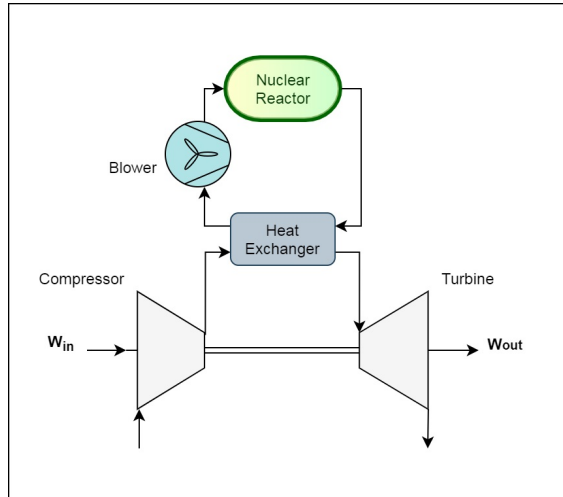 Nuclear
Reactor
Blower
Heat
Exchanger
Compressor
Turbine
Win
Wout